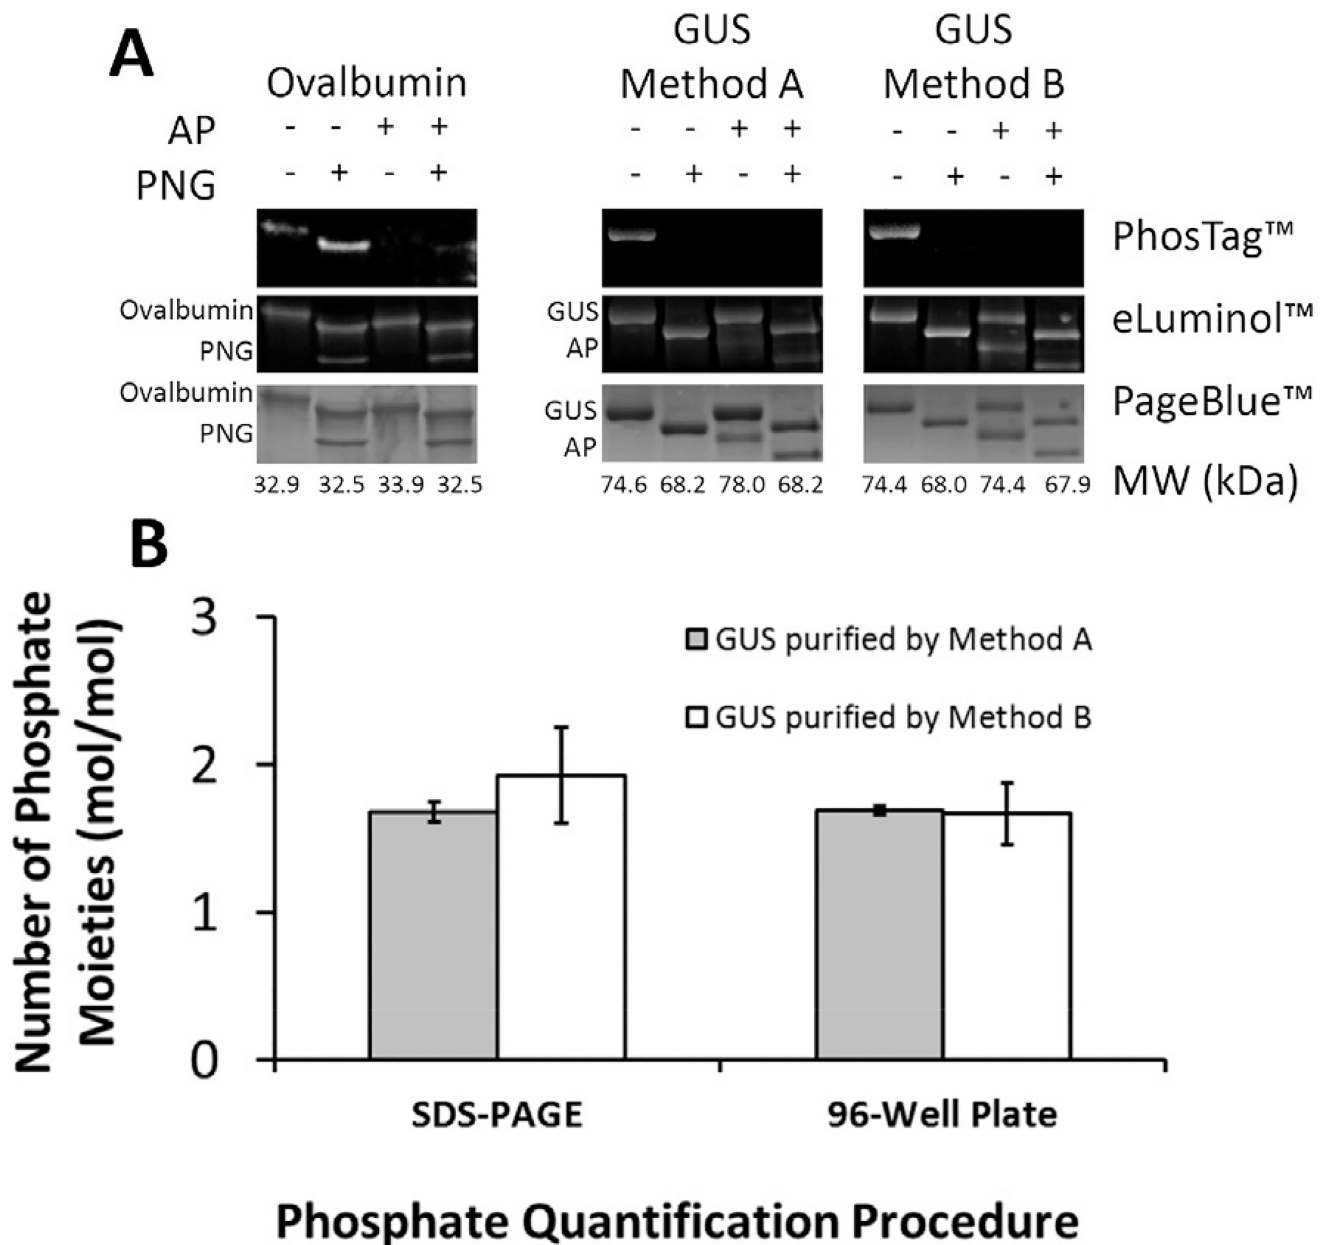 A
Ovalbumin
GUS
Method A
GUS
Method B
AP - - + + - - + + - - + +
PNG - + - + - + - + - + - +
PhosTag™
Ovalbumin
PNG
GUS
AP
eLuminol™
Ovalbumin
PNG
GUS
AP
PageBlue™
32.9 32.5 33.9 32.5 74.6 68.2 78.0 68.2 74.4 68.0 74.4 67.9 MW (kDa)
B
Number of Phosphate
Moieties (mol/mol)
3
2
1
0
GUS purified by Method A
GUS purified by Method B
SDS-PAGE 96-Well Plate
Phosphate Quantification Procedure